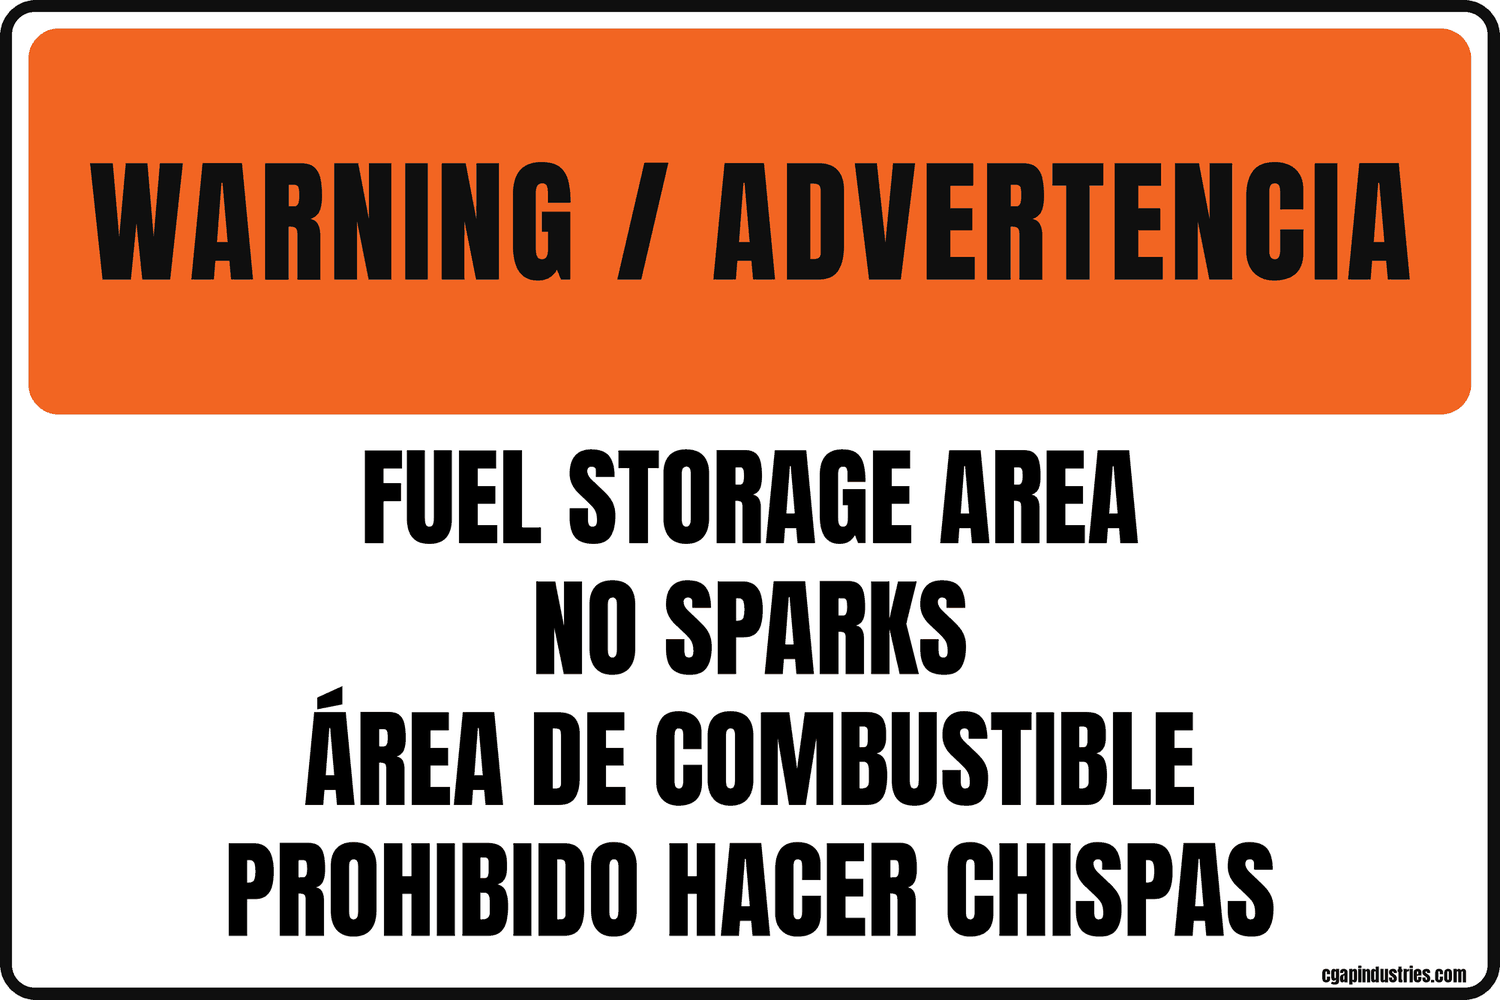 WARNING / ADVERTENCIA
FUEL STORAGE AREA
NO SPARKS
ÁREA DE COMBUSTIBLE
PROHIBIDO HACER CHISPAS
cgapindustries.com